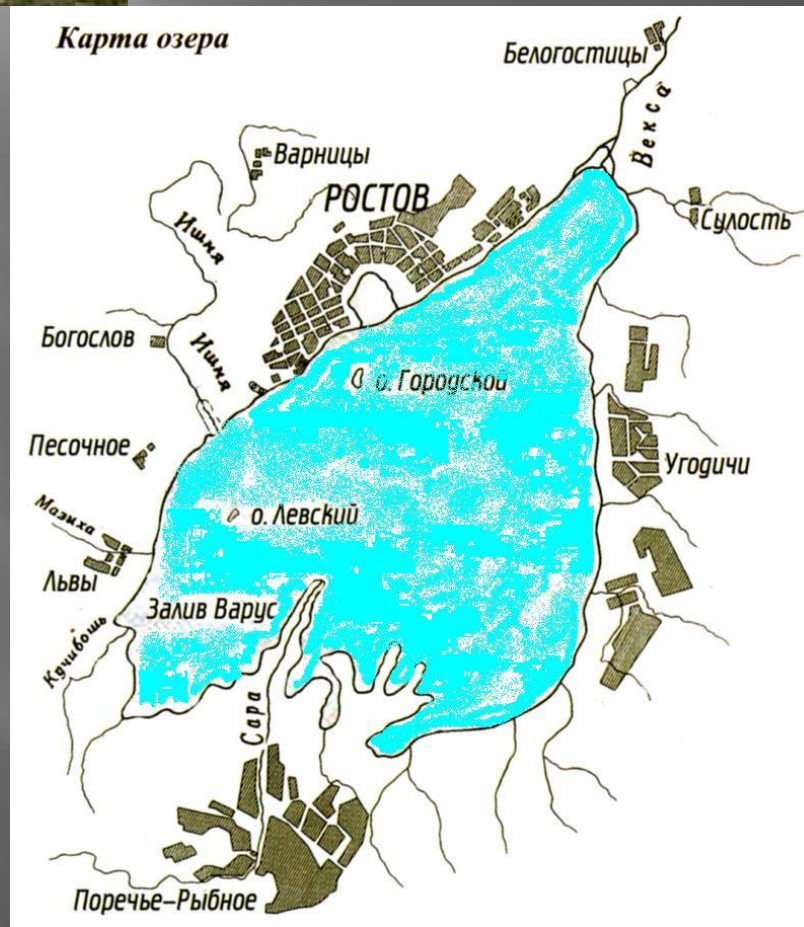 Карта озера
Белогостицы
Векса
Варницы
РОСТОВ
Сулость
Ишня
Богослов
Ишня
о. Городской
Песочное
Угодичи
Мазиха
о. Левский
Львы
Залив Варус
Кучибошь
Сара
Поречье-Рыбное